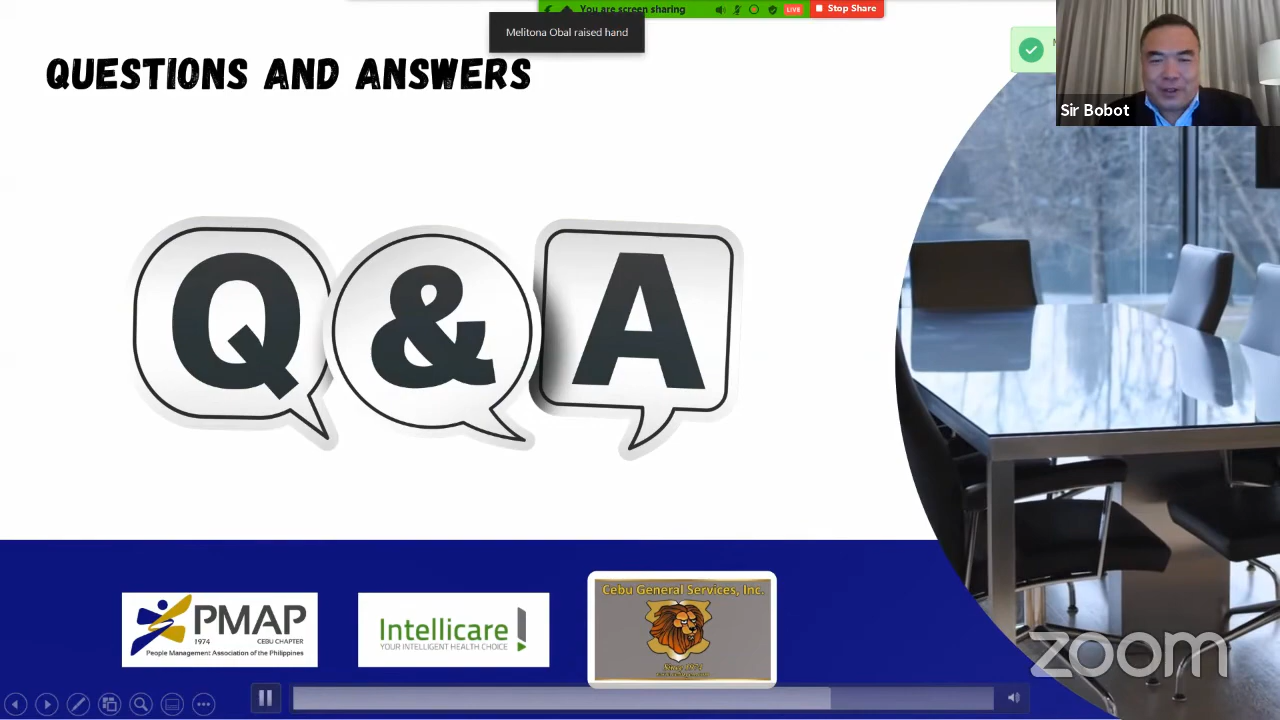 You are screen sharing
LIVE
Stop Share
Melitona Obal raised hand
QUESTIONS AND ANSWERS
Sir Bobot
Q & A
PMAP
1974 CEBU CHAPTER
People Management Association of the Philippines
Intellicare
YOUR INTELLIGENT HEALTH CHOICE
Cebu General Services, Inc.
zoom